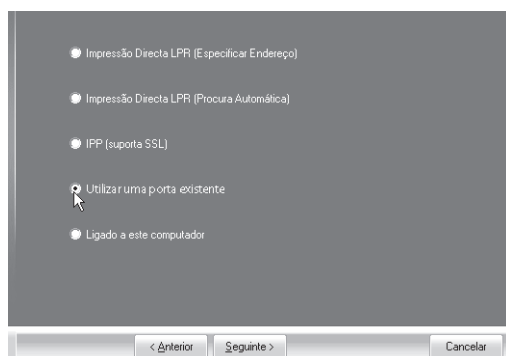 Impressão Directa LPR (Especificar Endereço)
Impressão Directa LPR (Procura Automática)
IPP (suporta SSL)
Utilizar uma porta existente
Ligado a este computador
< Anterior Seguinte > Cancelar